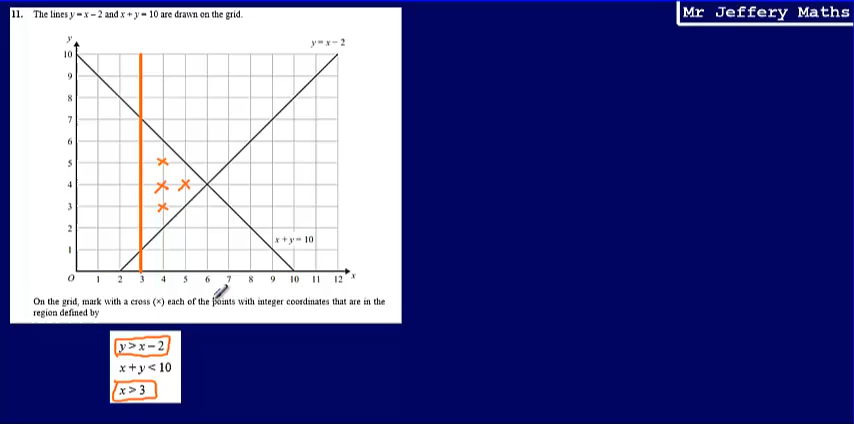 Mr Jeffery Maths
11. The lines y = x – 2 and x + y = 10 are drawn on the grid.
y
y = x – 2
10
9
8
7
6
5
4
3
2
1
x + y = 10
O 1 2 3 4 5 6 7 8 9 10 11 12 x
On the grid, mark with a cross (×) each of the points with integer coordinates that are in the
region defined by
y > x – 2
x + y < 10
x > 3